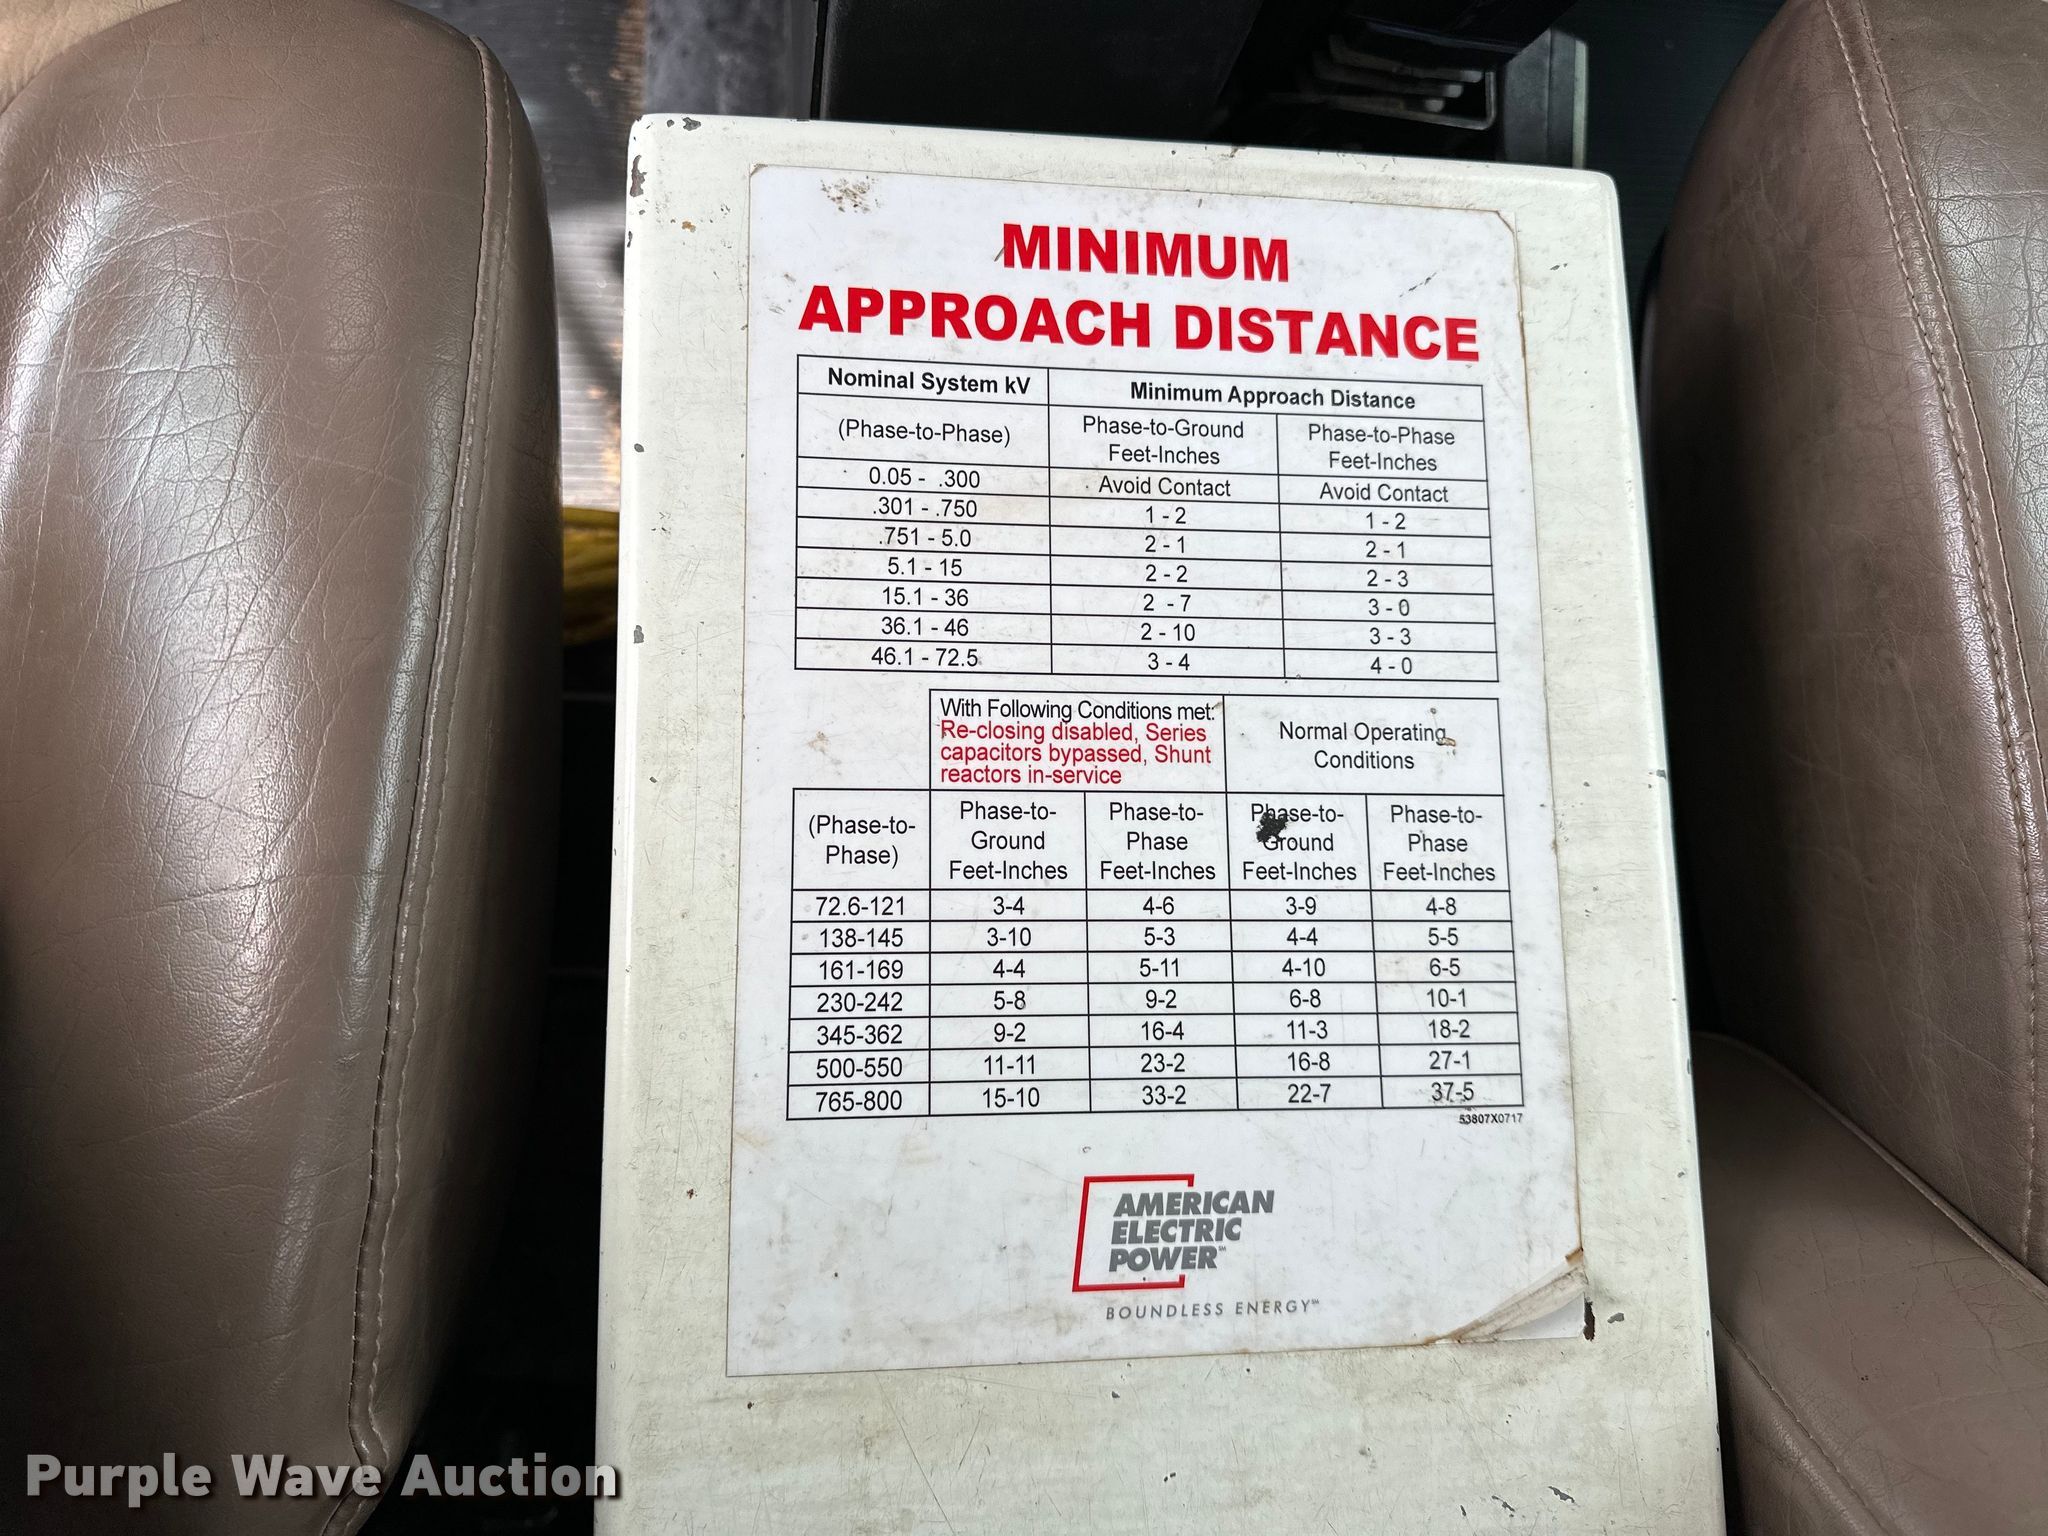 MINIMUM
APPROACH DISTANCE
Nominal System kV Minimum Approach Distance
(Phase-to-Phase) Phase-to-Ground Feet-Inches Phase-to-Phase Feet-Inches
0.05 - .300 Avoid Contact Avoid Contact
.301 - .750 1 - 2 1 - 2
.751 - 5.0 2 - 1 2 - 1
5.1 - 15 2 - 2 2 - 3
15.1 - 36 2 - 7 3 - 0
36.1 - 46 2 - 10 3 - 3
46.1 - 72.5 3 - 4 4 - 0
With Following Conditions met:
Re-closing disabled, Series
capacitors bypassed, Shunt
reactors in-service
Normal Operating
Conditions
(Phase-to-Phase) Phase-to-Ground Feet-Inches Phase-to-Phase Feet-Inches Phase-to-Ground Feet-Inches Phase-to-Phase Feet-Inches
72.6-121 3-4 4-6 3-9 4-8
138-145 3-10 5-3 4-4 5-5
161-169 4-4 5-11 4-10 6-5
230-242 5-8 9-2 6-8 10-1
345-362 9-2 16-4 11-3 18-2
500-550 11-11 23-2 16-8 27-1
765-800 15-10 33-2 22-7 37-5
53807X0717
AMERICAN
ELECTRIC
POWER℠
BOUNDLESS ENERGY℠
Purple Wave Auction